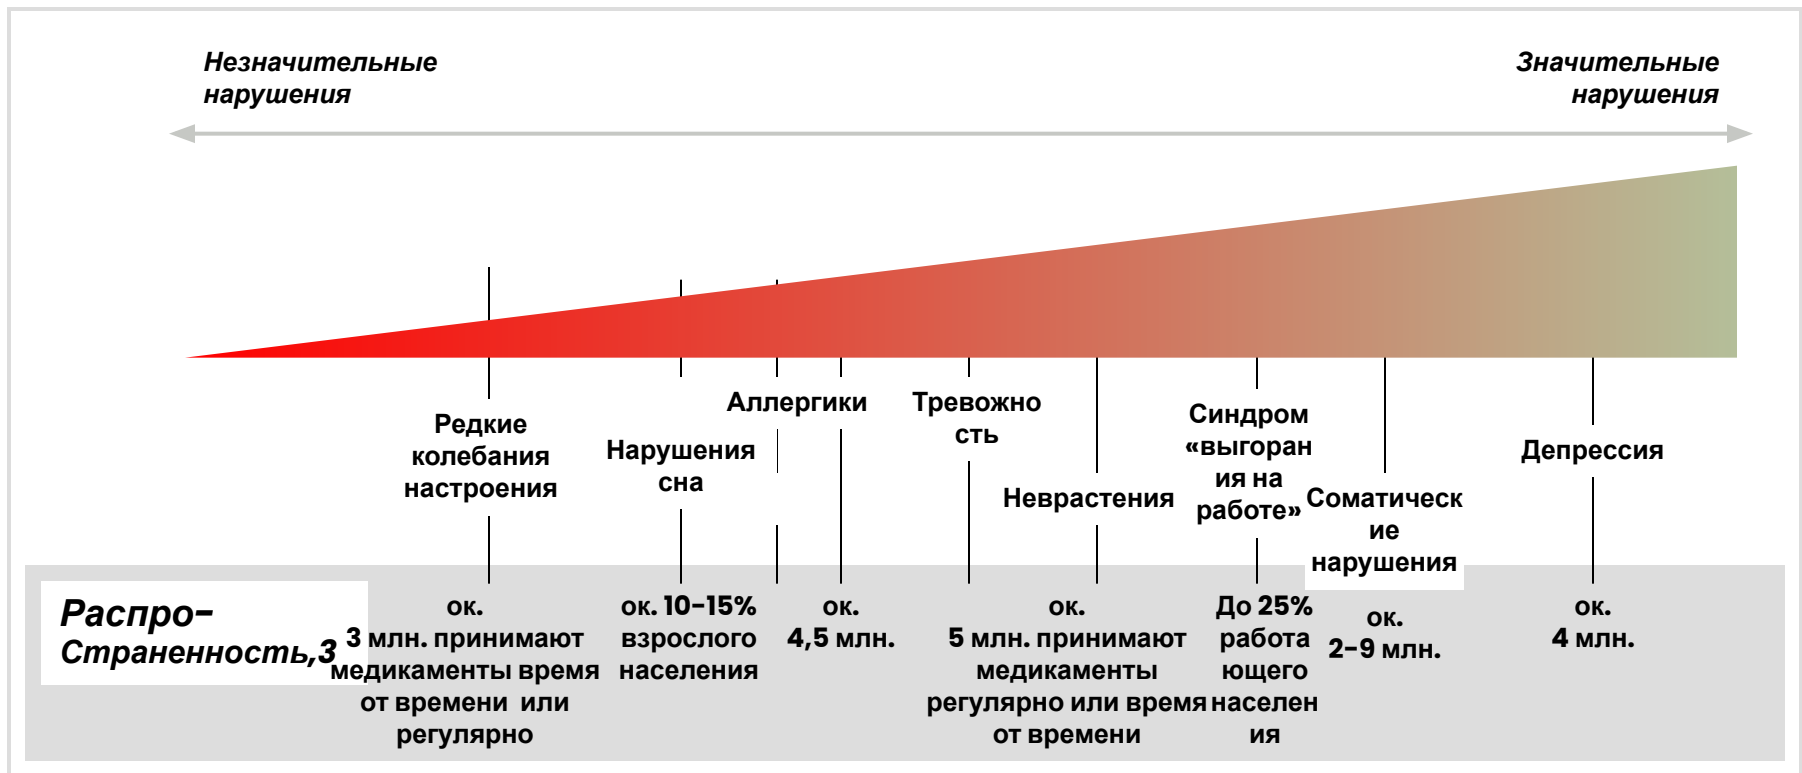 Незначительные
нарушения
Значительные
нарушения
Редкие
колебания
настроения
Нарушения
сна
Аллергики
Тревожно
сть
Неврастения
Синдром
«выгоран
ия на
работе»
Соматическ
ие
нарушения
Депрессия
Распро-
Страненность,3
ок.
3 млн. принимают
медикаменты время
от времени или
регулярно
ок. 10-15%
взрослого
населения
ок.
4,5 млн.
ок.
5 млн. принимают
медикаменты
регулярно или время
от времени
До 25%
работа
ющего
населен
ия
ок.
2-9 млн.
ок.
4 млн.